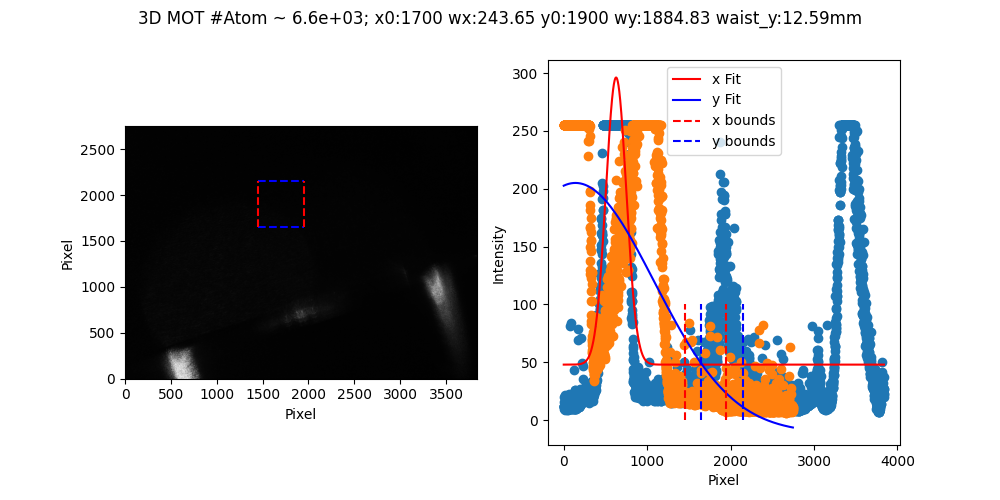 3D MOT #Atom ~ 6.6e+03; x0:1700 wx:243.65 y0:1900 wy:1884.83 waist_y:12.59mm
2500
2000
1500
1000
500
0
Pixel
0 500 1000 1500 2000 2500 3000 3500
Pixel
300
250
200
150
100
50
0
Intensity
x Fit
y Fit
x bounds
y bounds
0 1000 2000 3000 4000
Pixel